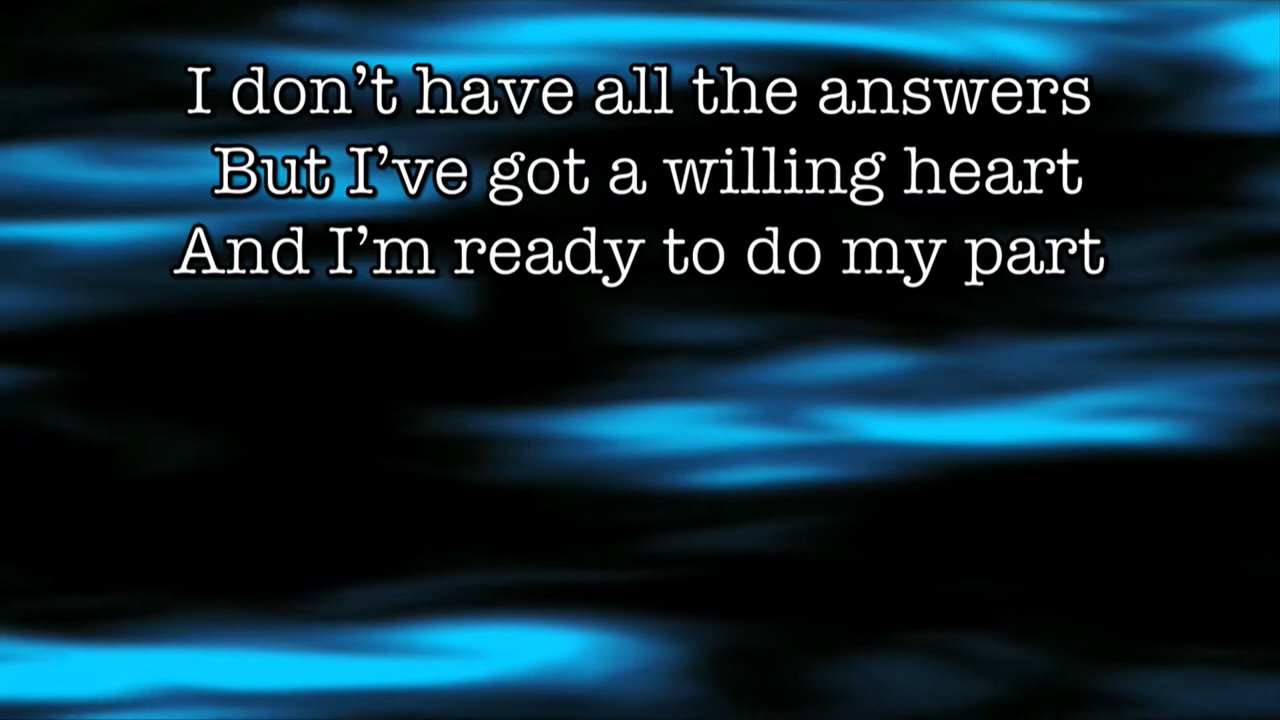 I don’t have all the answers
But I’ve got a willing heart
And I’m ready to do my part